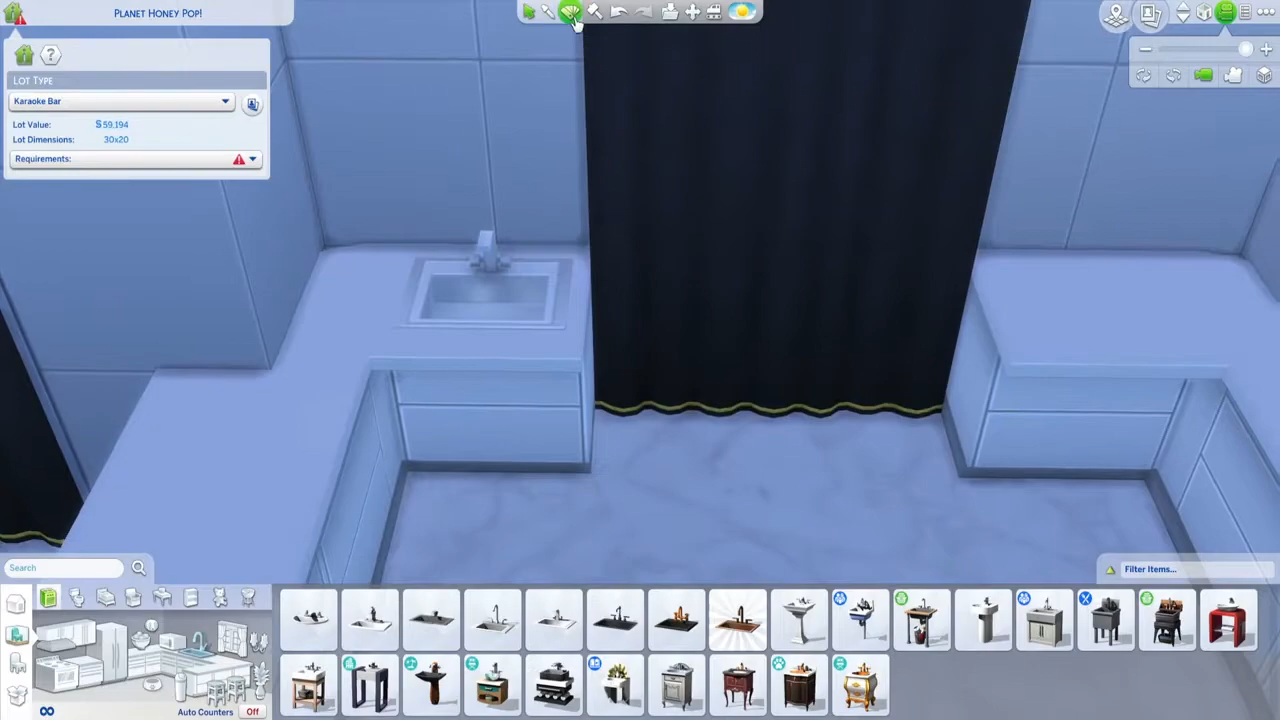 PLANET HONEY POP!
LOT TYPE
Karaoke Bar
Lot Value: §59,194
Lot Dimensions: 30x20
Requirements:
Search
Filter Items...
Auto Counters Off